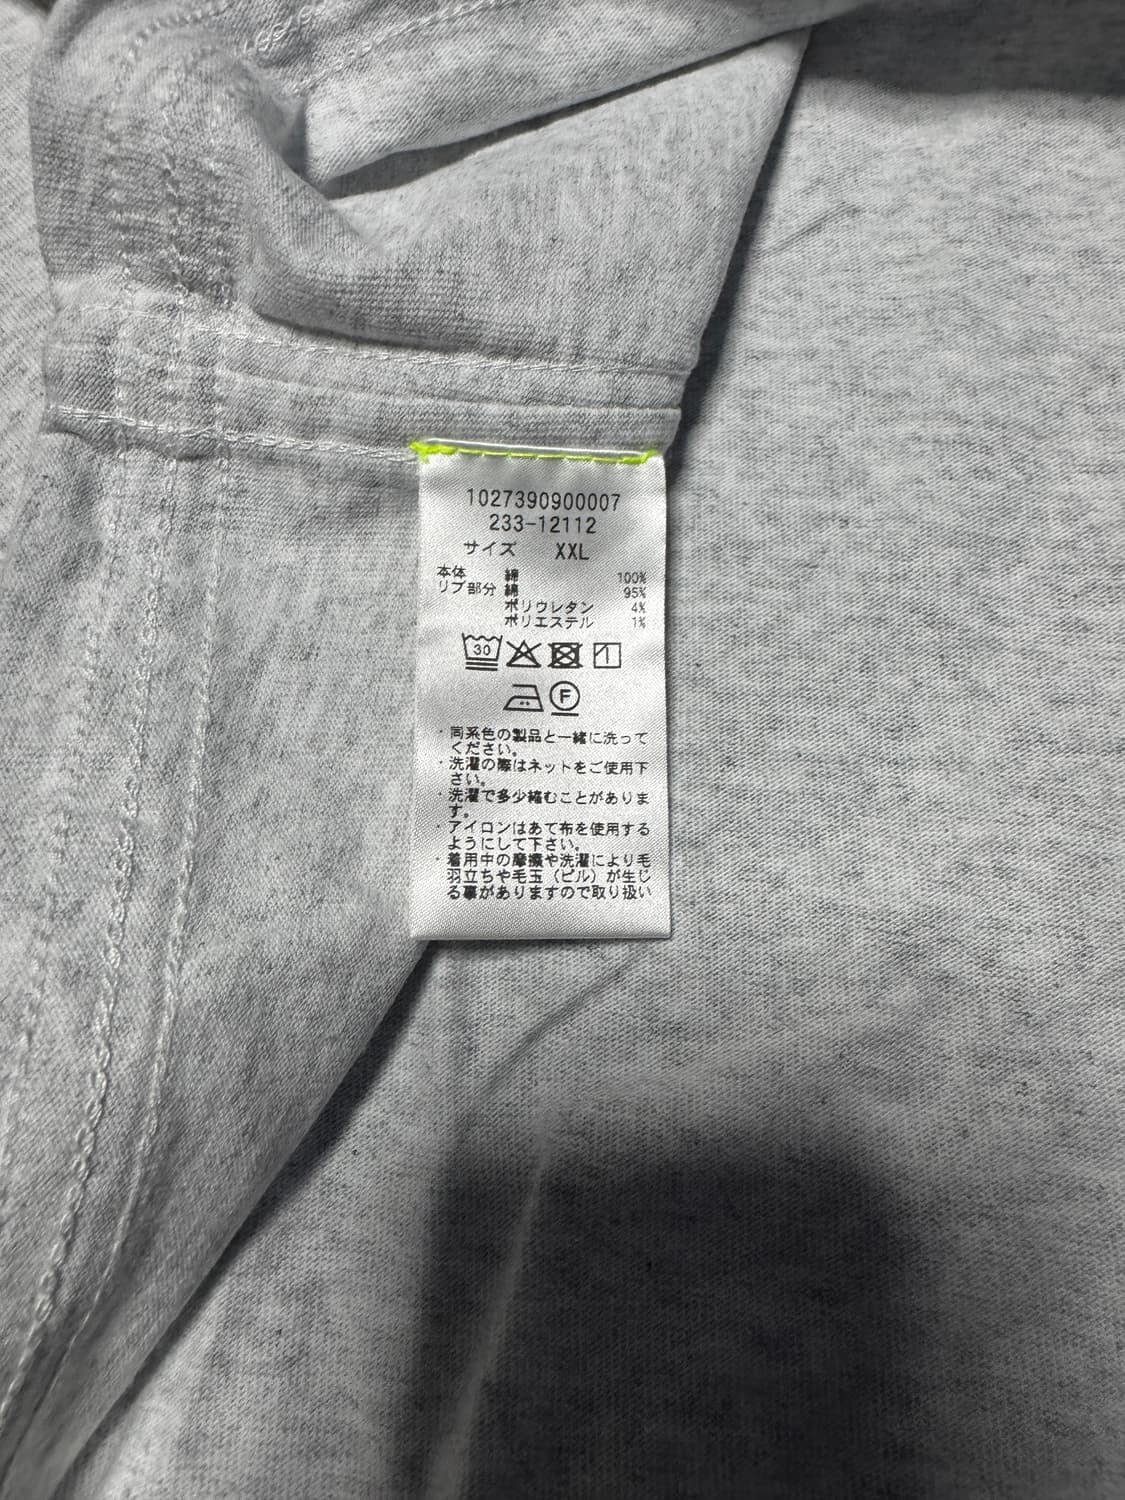 1027390900007
233-12112
サイズ XXL
本体 綿 100%
リブ部分 綿 95%
ポリウレタン 4%
ポリエステル 1%
30
F
・同系色の製品と一緒に洗って
ください。
・洗濯の際はネットをご使用下
さい。
・洗濯で多少縮むことがありま
す。
・アイロンはあて布を使用する
ようにして下さい。
・着用中の摩擦や洗濯により毛
羽立ちや毛玉（ピル）が生じ
る事がありますので取り扱い